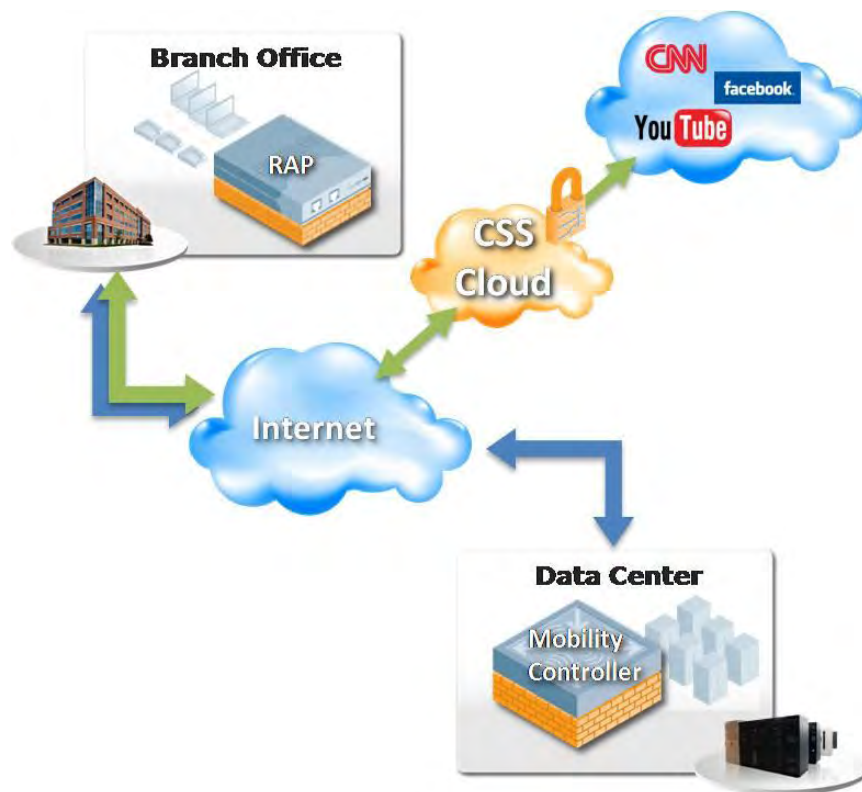 Branch Office
RAP
CNN
facebook
YouTube
CSS
Cloud
Internet
Data Center
Mobility
Controller